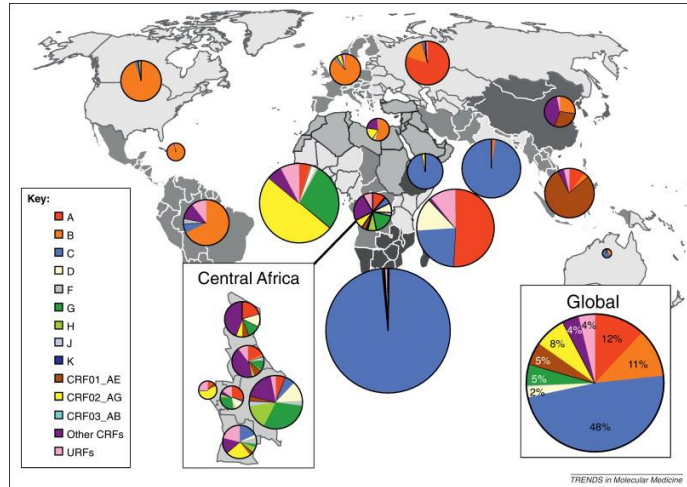 Key:
A
B
C
D
F
G
H
J
K
CRF01_AE
CRF02_AG
CRF03_AB
Other CRFs
URFs
Central Africa
Global
4%
4%
12%
8%
11%
5%
5%
2%
48%
TRENDS in Molecular Medicine